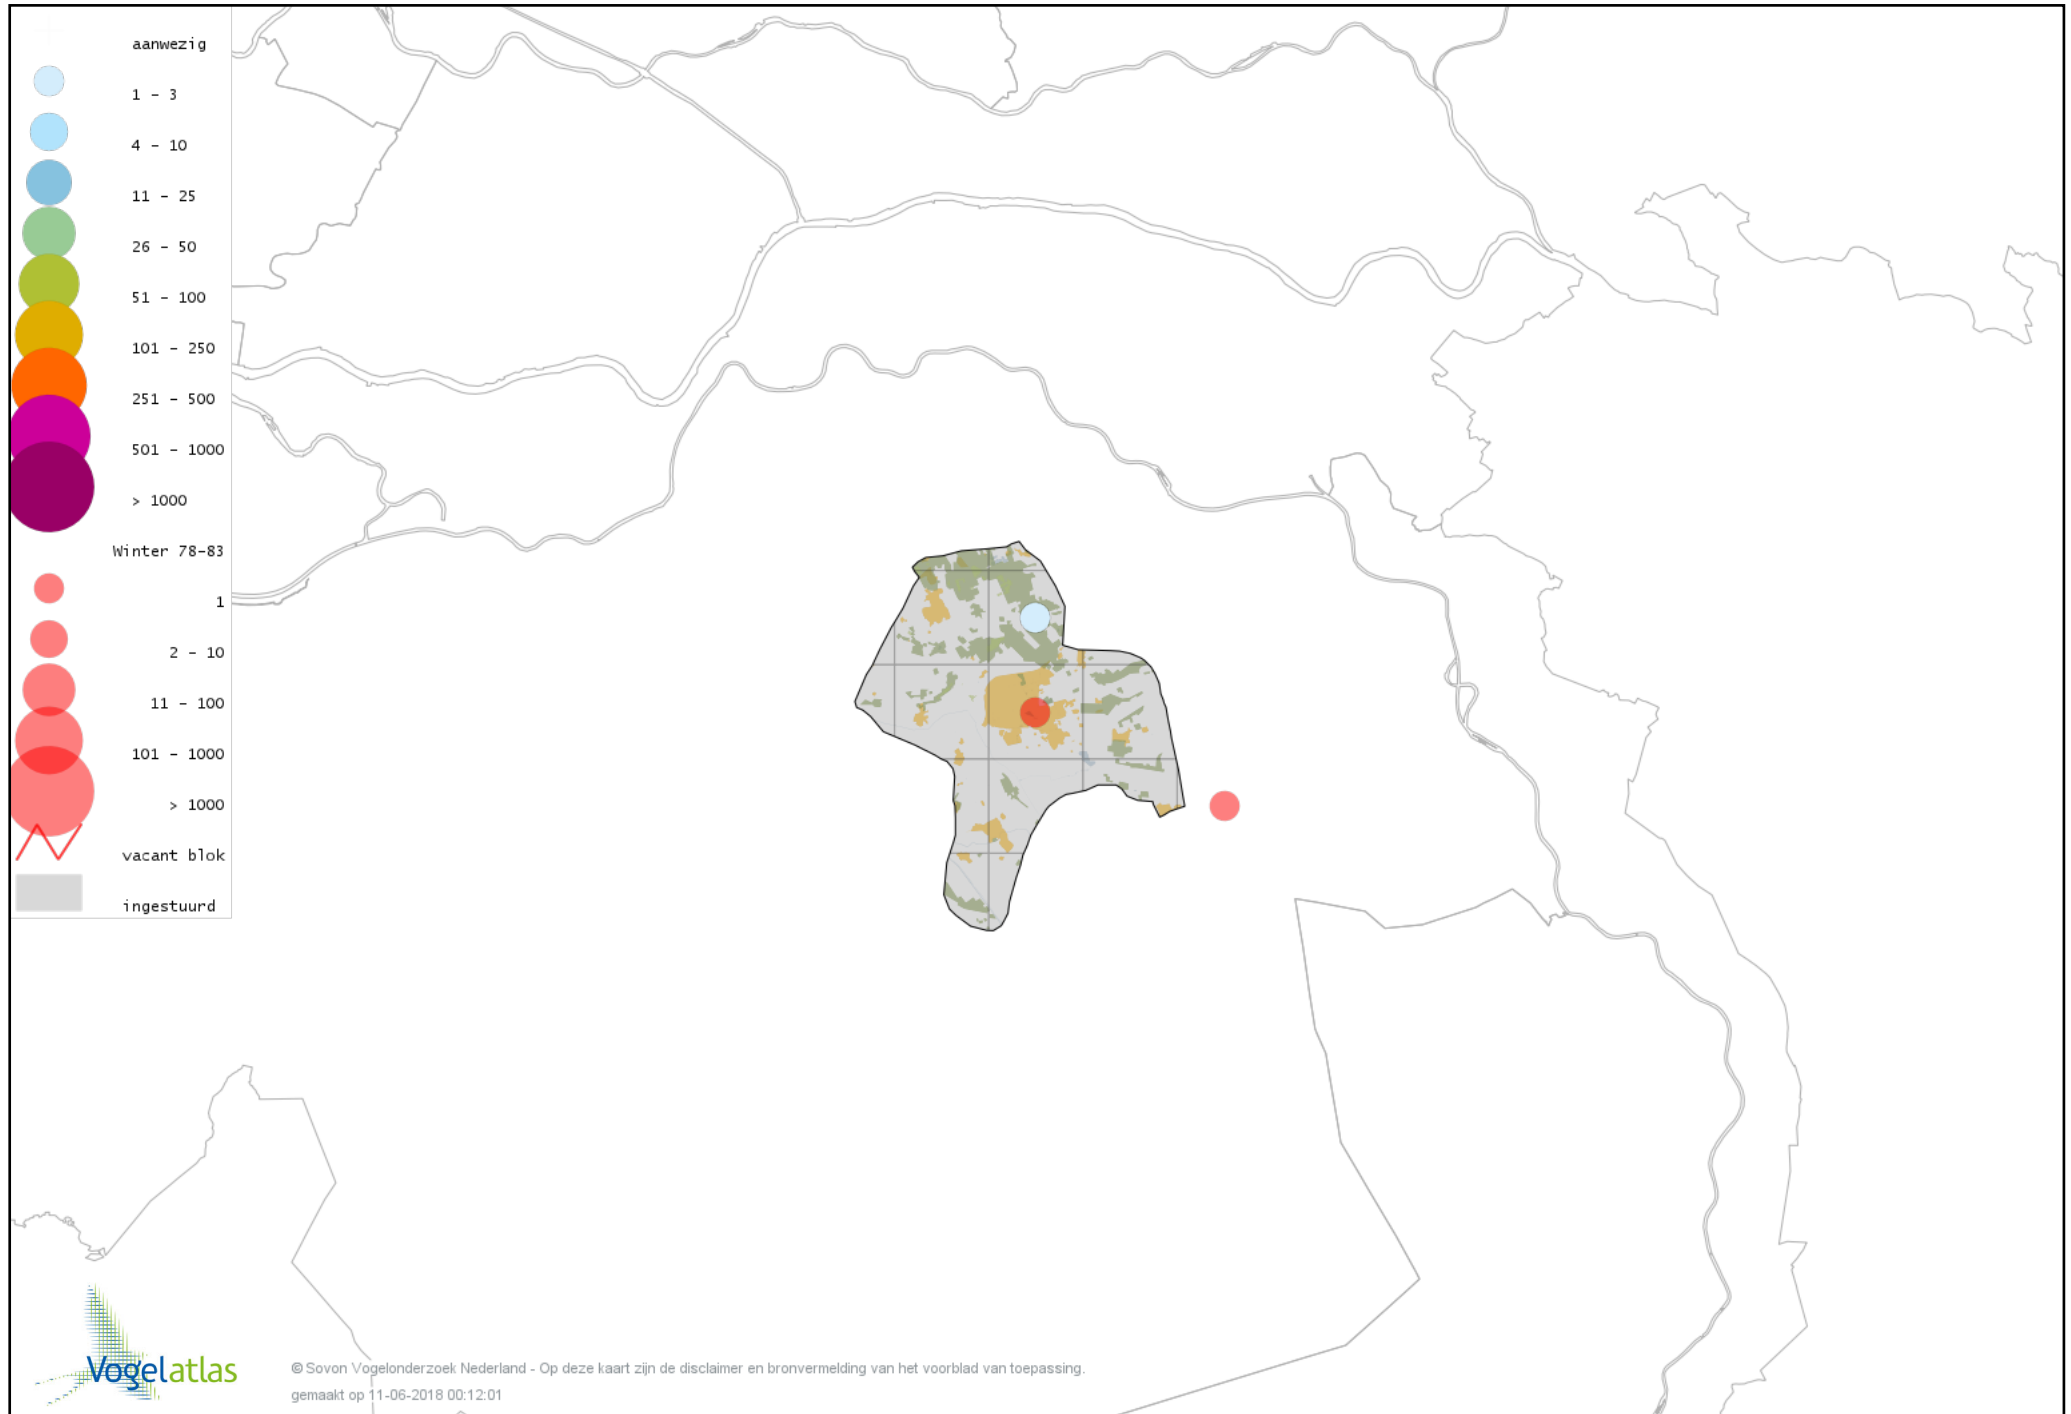 aanwezig
1 - 3
4 - 10
11 - 25
26 - 50
51 - 100
101 - 250
251 - 500
501 - 1000
> 1000
Winter 78-83
1
2 - 10
11 - 100
101 - 1000
> 1000
vacant blok
ingestuurd
Vogelatlas
© Sovon Vogelonderzoek Nederland - Op deze kaart zijn de disclaimer en bronvermelding van het voorblad van toepassing.
gemaakt op 11-06-2018 00:12:01